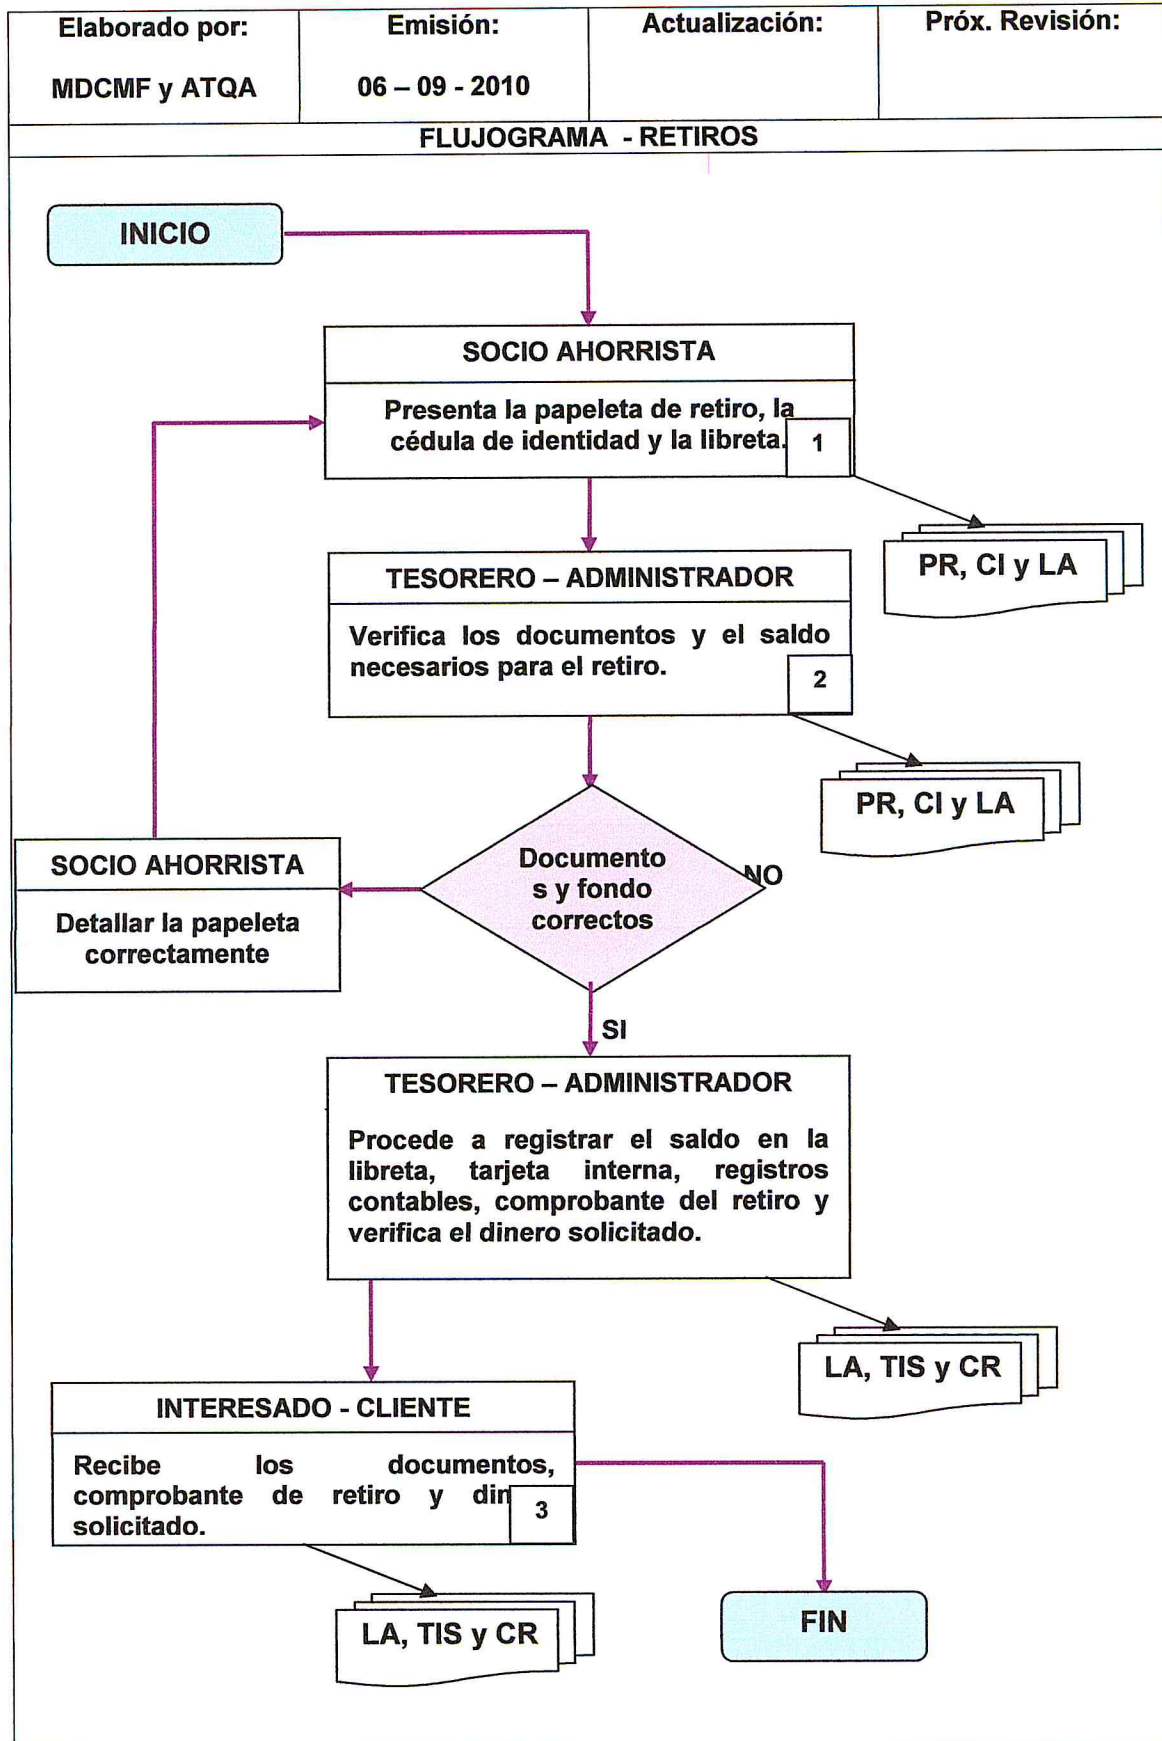 Elaborado por:
MDCMF y ATQA
Emisión:
06 – 09 - 2010
Actualización:
Próx. Revisión:
FLUJOGRAMA - RETIROS
INICIO
SOCIO AHORRISTA
Presenta la papeleta de retiro, la
cédula de identidad y la libreta.
1
PR, CI y LA
TESORERO – ADMINISTRADOR
Verifica los documentos y el saldo
necesarios para el retiro.
2
PR, CI y LA
Documento
s y fondo
correctos
NO
SOCIO AHORRISTA
Detallar la papeleta
correctamente
SI
TESORERO – ADMINISTRADOR
Procede a registrar el saldo en la
libreta, tarjeta interna, registros
contables, comprobante del retiro y
verifica el dinero solicitado.
LA, TIS y CR
INTERESADO - CLIENTE
Recibe los documentos,
comprobante de retiro y din
solicitado.
3
LA, TIS y CR
FIN